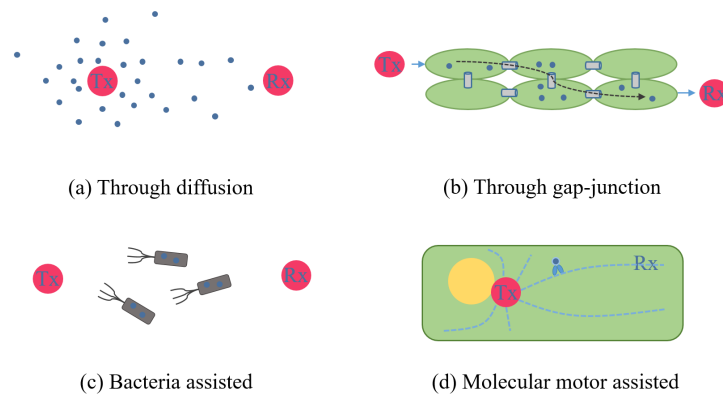 Tx
Rx
(a) Through diffusion
Tx
Rx
(b) Through gap-junction
Tx
Rx
(c) Bacteria assisted
Tx
Rx
(d) Molecular motor assisted